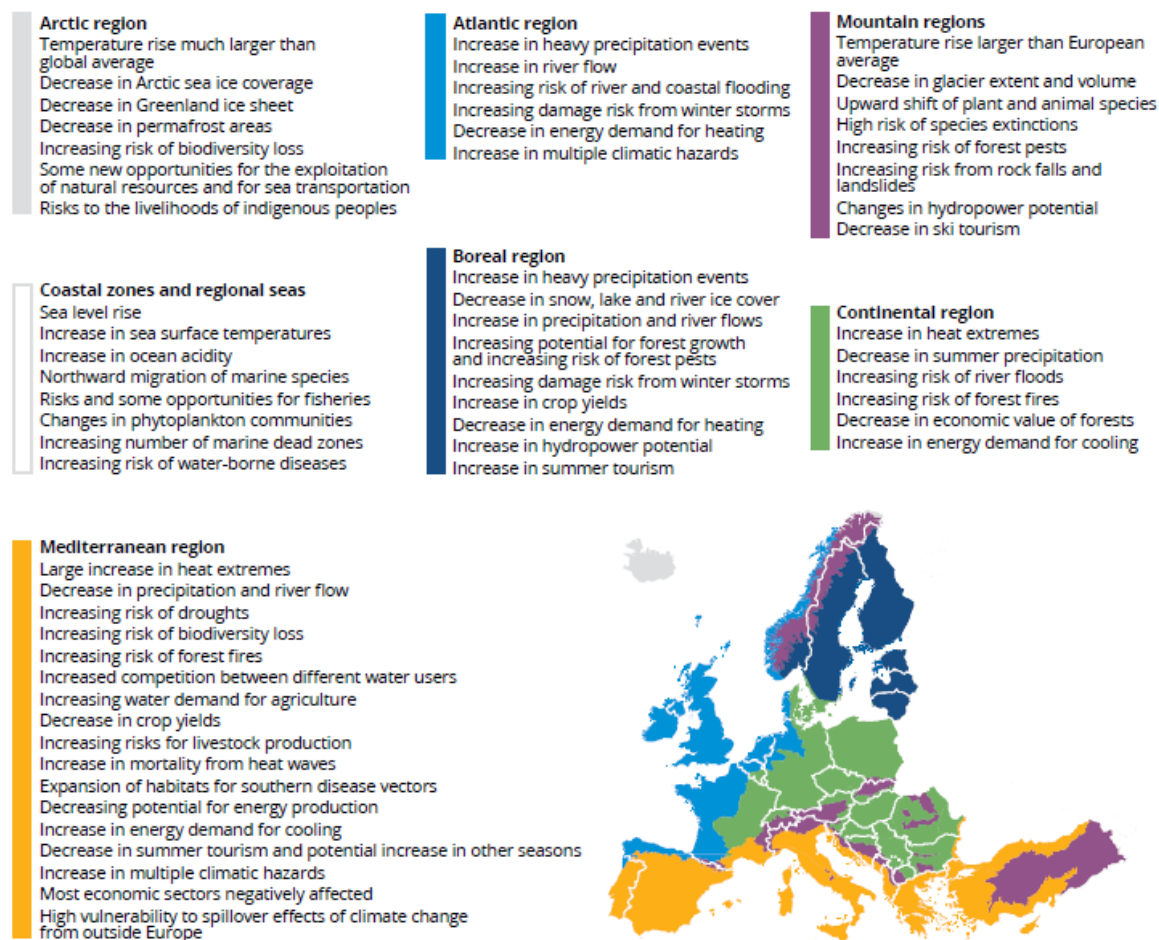 Arctic region
Temperature rise much larger than
global average
Decrease in Arctic sea ice coverage
Decrease in Greenland ice sheet
Decrease in permafrost areas
Increasing risk of biodiversity loss
Some new opportunities for the exploitation
of natural resources and for sea transportation
Risks to the livelihoods of indigenous peoples
Atlantic region
Increase in heavy precipitation events
Increase in river flow
Increasing risk of river and coastal flooding
Increasing damage risk from winter storms
Decrease in energy demand for heating
Increase in multiple climatic hazards
Mountain regions
Temperature rise larger than European
average
Decrease in glacier extent and volume
Upward shift of plant and animal species
High risk of species extinctions
Increasing risk of forest pests
Increasing risk from rock falls and
landslides
Changes in hydropower potential
Decrease in ski tourism
Coastal zones and regional seas
Sea level rise
Increase in sea surface temperatures
Increase in ocean acidity
Northward migration of marine species
Risks and some opportunities for fisheries
Changes in phytoplankton communities
Increasing number of marine dead zones
Increasing risk of water-borne diseases
Boreal region
Increase in heavy precipitation events
Decrease in snow, lake and river ice cover
Increase in precipitation and river flows
Increasing potential for forest growth
and increasing risk of forest pests
Increasing damage risk from winter storms
Increase in crop yields
Decrease in energy demand for heating
Increase in hydropower potential
Increase in summer tourism
Continental region
Increase in heat extremes
Decrease in summer precipitation
Increasing risk of river floods
Increasing risk of forest fires
Decrease in economic value of forests
Increase in energy demand for cooling
Mediterranean region
Large increase in heat extremes
Decrease in precipitation and river flow
Increasing risk of droughts
Increasing risk of biodiversity loss
Increasing risk of forest fires
Increased competition between different water users
Increasing water demand for agriculture
Decrease in crop yields
Increasing risks for livestock production
Increase in mortality from heat waves
Expansion of habitats for southern disease vectors
Decreasing potential for energy production
Increase in energy demand for cooling
Decrease in summer tourism and potential increase in other seasons
Increase in multiple climatic hazards
Most economic sectors negatively affected
High vulnerability to spillover effects of climate change
from outside Europe